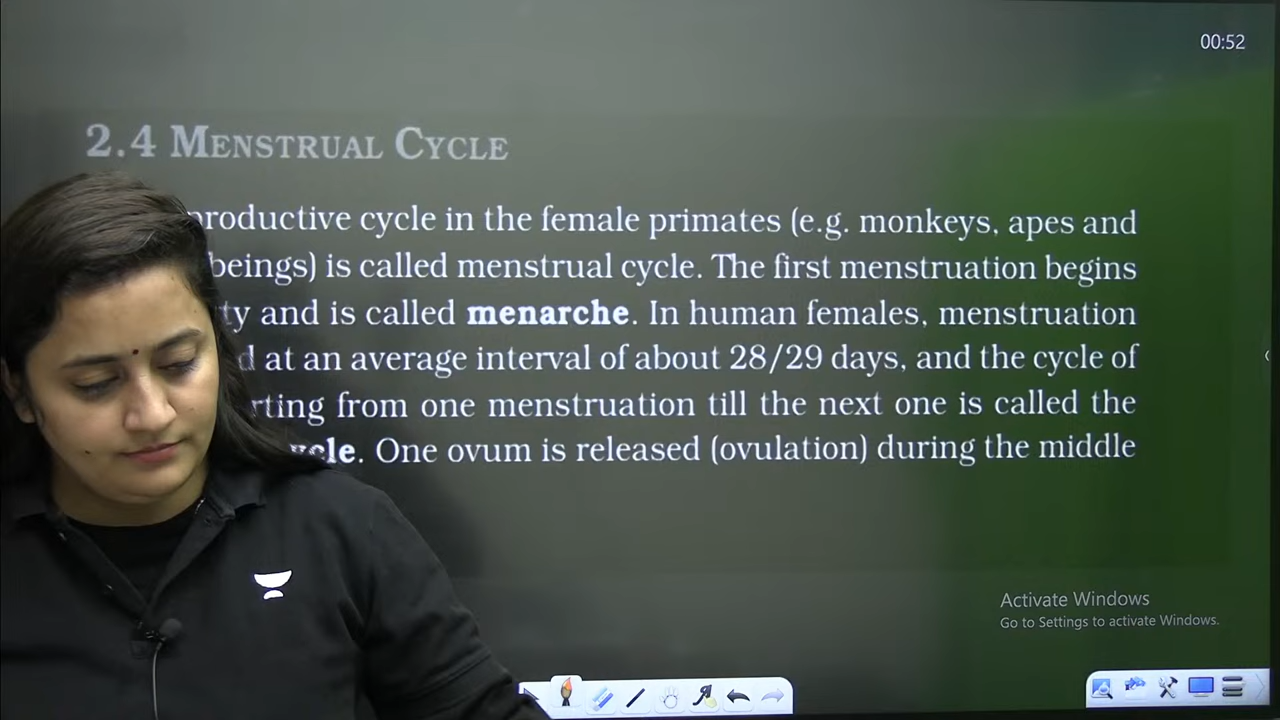 00:52
2.4 MENSTRUAL CYCLE
productive cycle in the female primates (e.g. monkeys, apes and
beings) is called menstrual cycle. The first menstruation begins
ty and is called menarche. In human females, menstruation
d at an average interval of about 28/29 days, and the cycle of
rting from one menstruation till the next one is called the
ycle. One ovum is released (ovulation) during the middle
Activate Windows
Go to Settings to activate Windows.